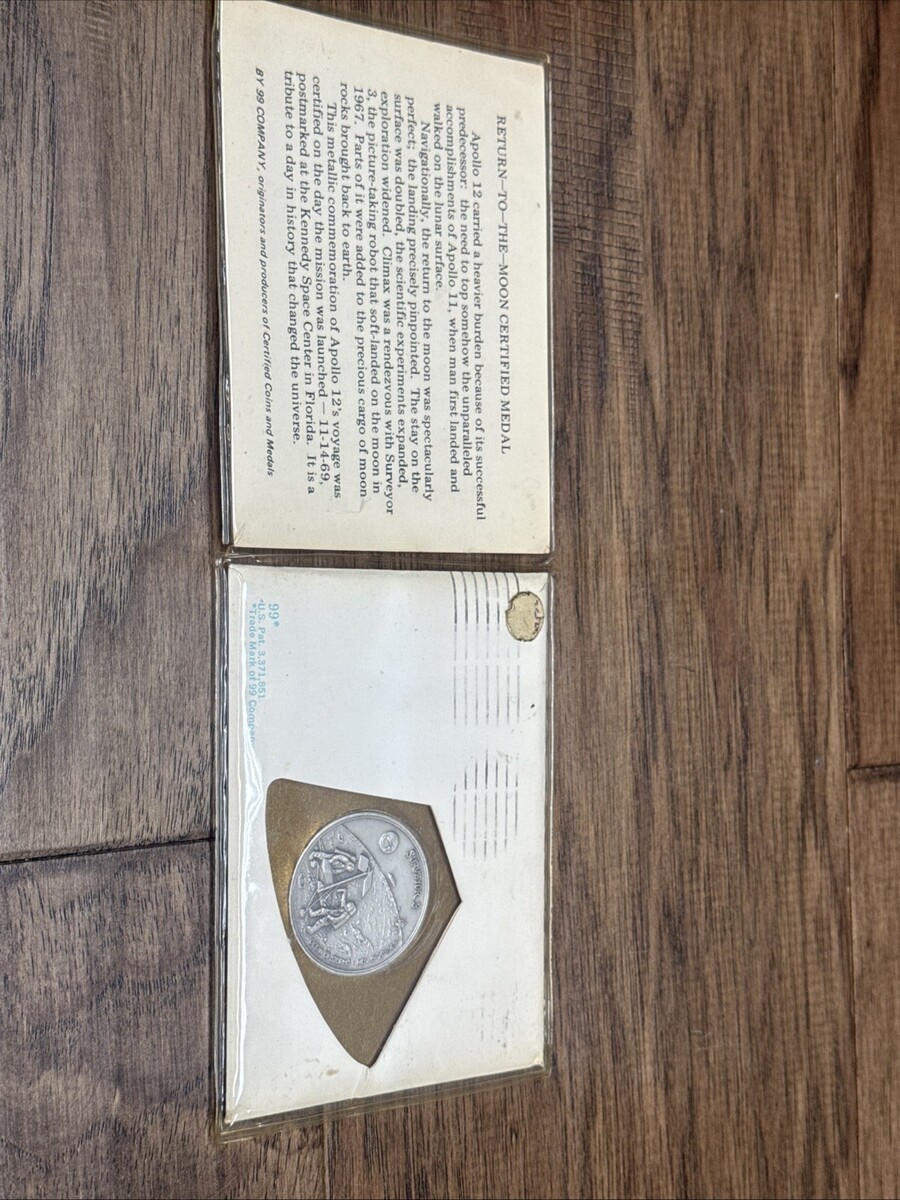 RETURN—TO—THE—MOON CERTIFIED MEDAL
Apollo 12 carried a heavier burden because of its successful
predecessor: the need to top somehow the unparalleled
accomplishments of Apollo 11, when man first landed and
walked on the lunar surface.
Navigationally, the return to the moon was spectacularly
perfect; the landing precisely pinpointed. The stay on the
surface was doubled, the scientific experiments expanded,
exploration widened. Climax was a rendezvous with Surveyor
3, the picture-taking robot that soft-landed on the moon in
1967. Parts of it were added to the precious cargo of moon
rocks brought back to earth.
This metallic commemoration of Apollo 12's voyage was
certified on the day the mission was launched — 11-14-69,
postmarked at the Kennedy Space Center in Florida. It is a
tribute to a day in history that changed the universe.
BY 99 COMPANY, originators and producers of Certified Coins and Medals
99*
*U.S. Pat. 3,371,851
*Trade Mark of 99 Company